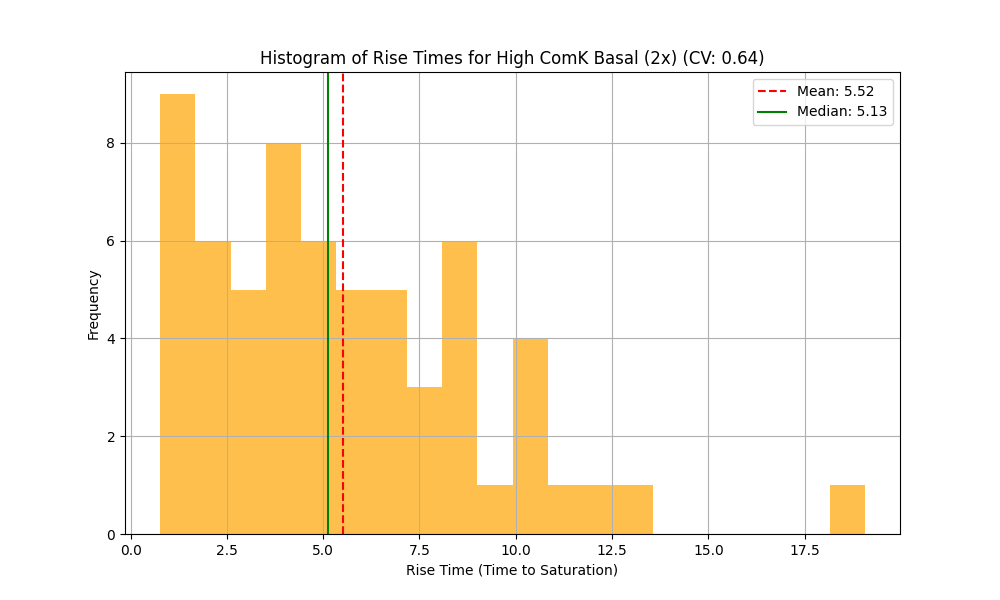 Histogram of Rise Times for High ComK Basal (2x) (CV: 0.64)
Mean: 5.52
Median: 5.13
Frequency
8
6
4
2
0
0.0 2.5 5.0 7.5 10.0 12.5 15.0 17.5
Rise Time (Time to Saturation)